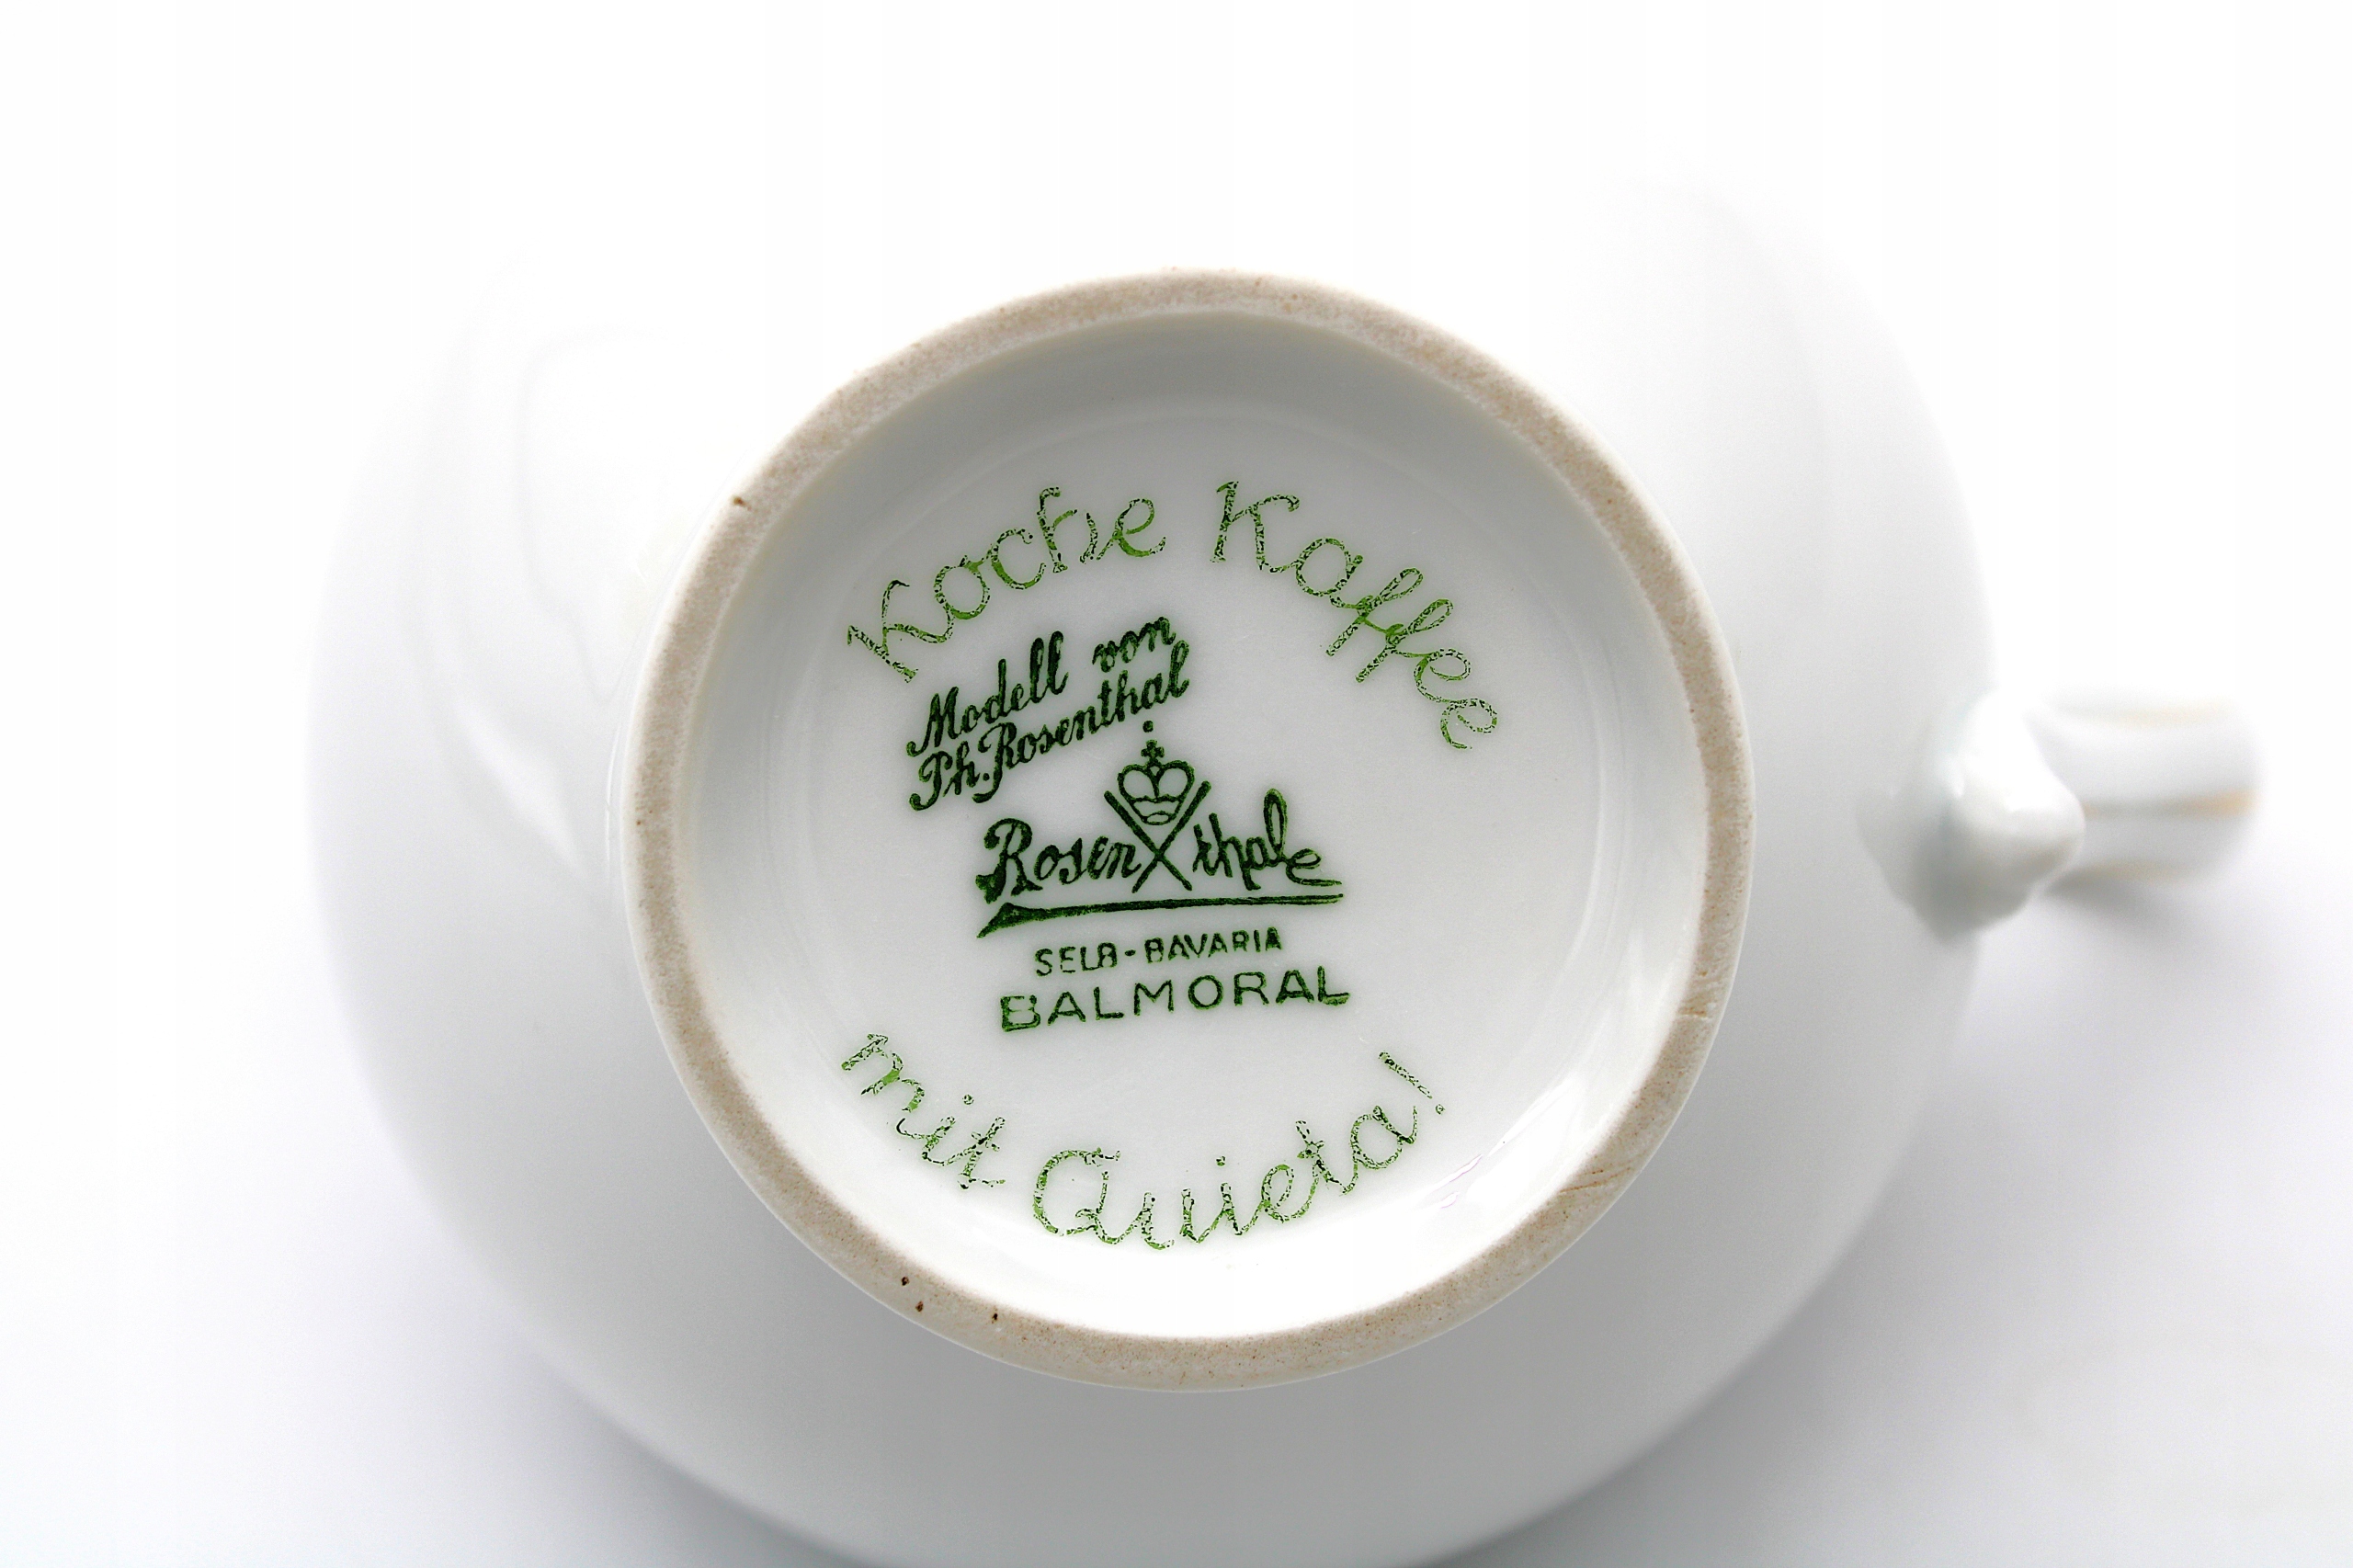 Koche Kaffee
Modell von
Ph. Rosenthal
Rosenthal
SELB-BAVARIA
BALMORAL
mit Quieta!